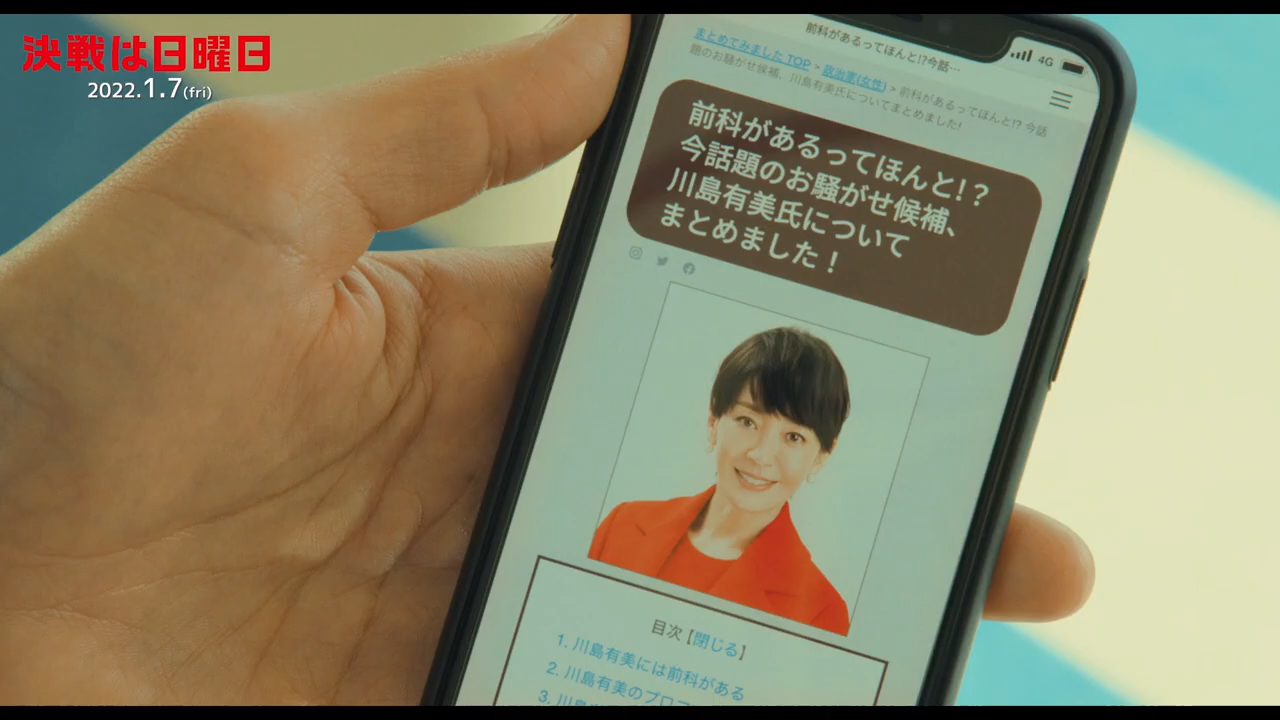 決戦は日曜日
2022.1.7(fri)
前科があるってほんと!?今話…
4G
まとめてみました TOP > 政治家(女性) > 前科があるってほんと!? 今話
題のお騒がせ候補、川島有美氏についてまとめました!
前科があるってほんと!?
今話題のお騒がせ候補、
川島有美氏について
まとめました!
目次【閉じる】
1. 川島有美には前科がある
2. 川島有美のプロフ
3. 川島